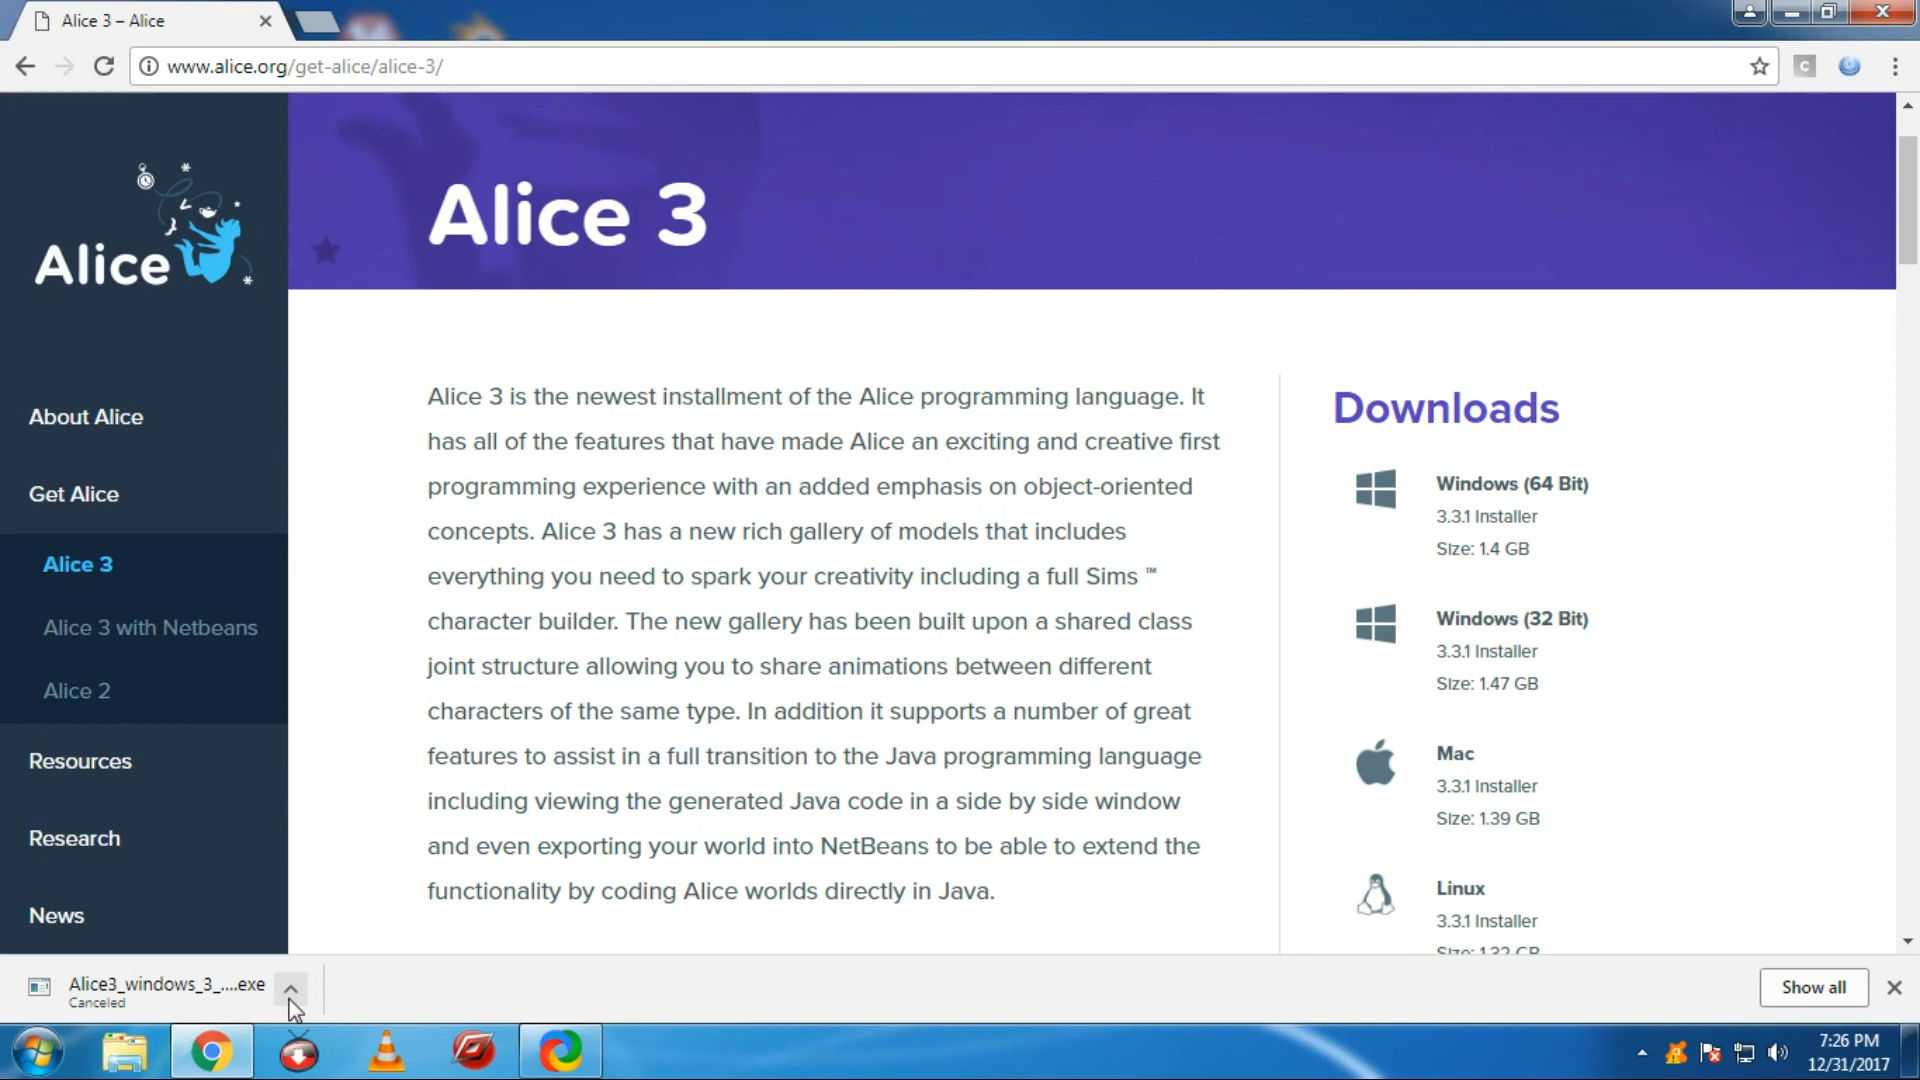 Alice 3 – Alice
www.alice.org/get-alice/alice-3/
C
Alice
About Alice
Get Alice
Alice 3
Alice 3 with Netbeans
Alice 2
Resources
Research
News
Alice 3
Alice 3 is the newest installment of the Alice programming language. It
has all of the features that have made Alice an exciting and creative first
programming experience with an added emphasis on object-oriented
concepts. Alice 3 has a new rich gallery of models that includes
everything you need to spark your creativity including a full Sims ™
character builder. The new gallery has been built upon a shared class
joint structure allowing you to share animations between different
characters of the same type. In addition it supports a number of great
features to assist in a full transition to the Java programming language
including viewing the generated Java code in a side by side window
and even exporting your world into NetBeans to be able to extend the
functionality by coding Alice worlds directly in Java.
Downloads
Windows (64 Bit)
3.3.1 Installer
Size: 1.4 GB
Windows (32 Bit)
3.3.1 Installer
Size: 1.47 GB
Mac
3.3.1 Installer
Size: 1.39 GB
Linux
3.3.1 Installer
Size: 1.32 GB
Alice3_windows_3_....exe
Canceled
Show all
7:26 PM
12/31/2017